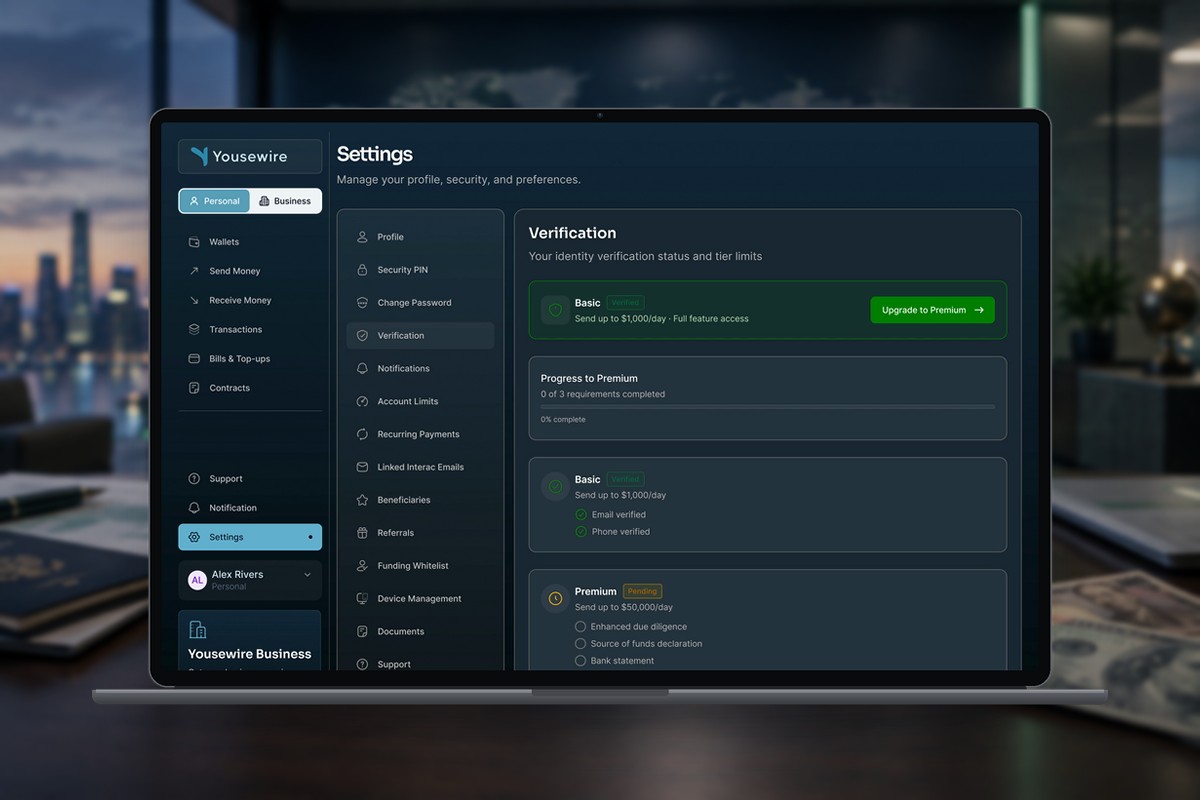 Yousewire
Personal
Business
Wallets
Send Money
Receive Money
Transactions
Bills & Top-ups
Contracts
Support
Notification
Settings
AL
Alex Rivers
Personal
Yousewire Business
Settings
Manage your profile, security, and preferences.
Profile
Security PIN
Change Password
Verification
Notifications
Account Limits
Recurring Payments
Linked Interac Emails
Beneficiaries
Referrals
Funding Whitelist
Device Management
Documents
Support
Verification
Your identity verification status and tier limits
Basic Verified
Send up to $1,000/day · Full feature access
Upgrade to Premium →
Progress to Premium
0 of 3 requirements completed
0% complete
Basic Verified
Send up to $1,000/day
Email verified
Phone verified
Premium Pending
Send up to $50,000/day
Enhanced due diligence
Source of funds declaration
Bank statement